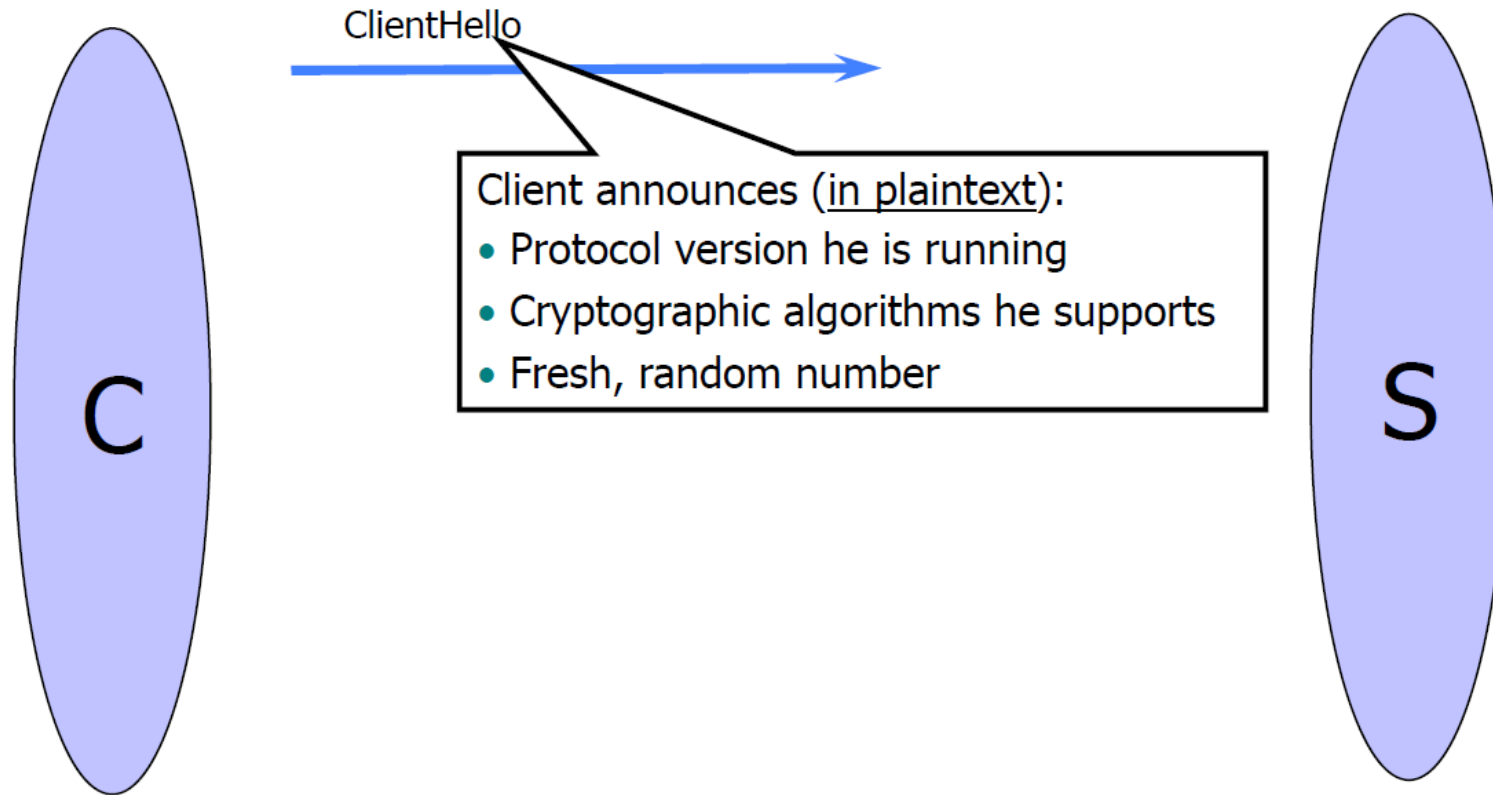 ClientHello
Client announces (in plaintext):
• Protocol version he is running
• Cryptographic algorithms he supports
• Fresh, random number
C
S